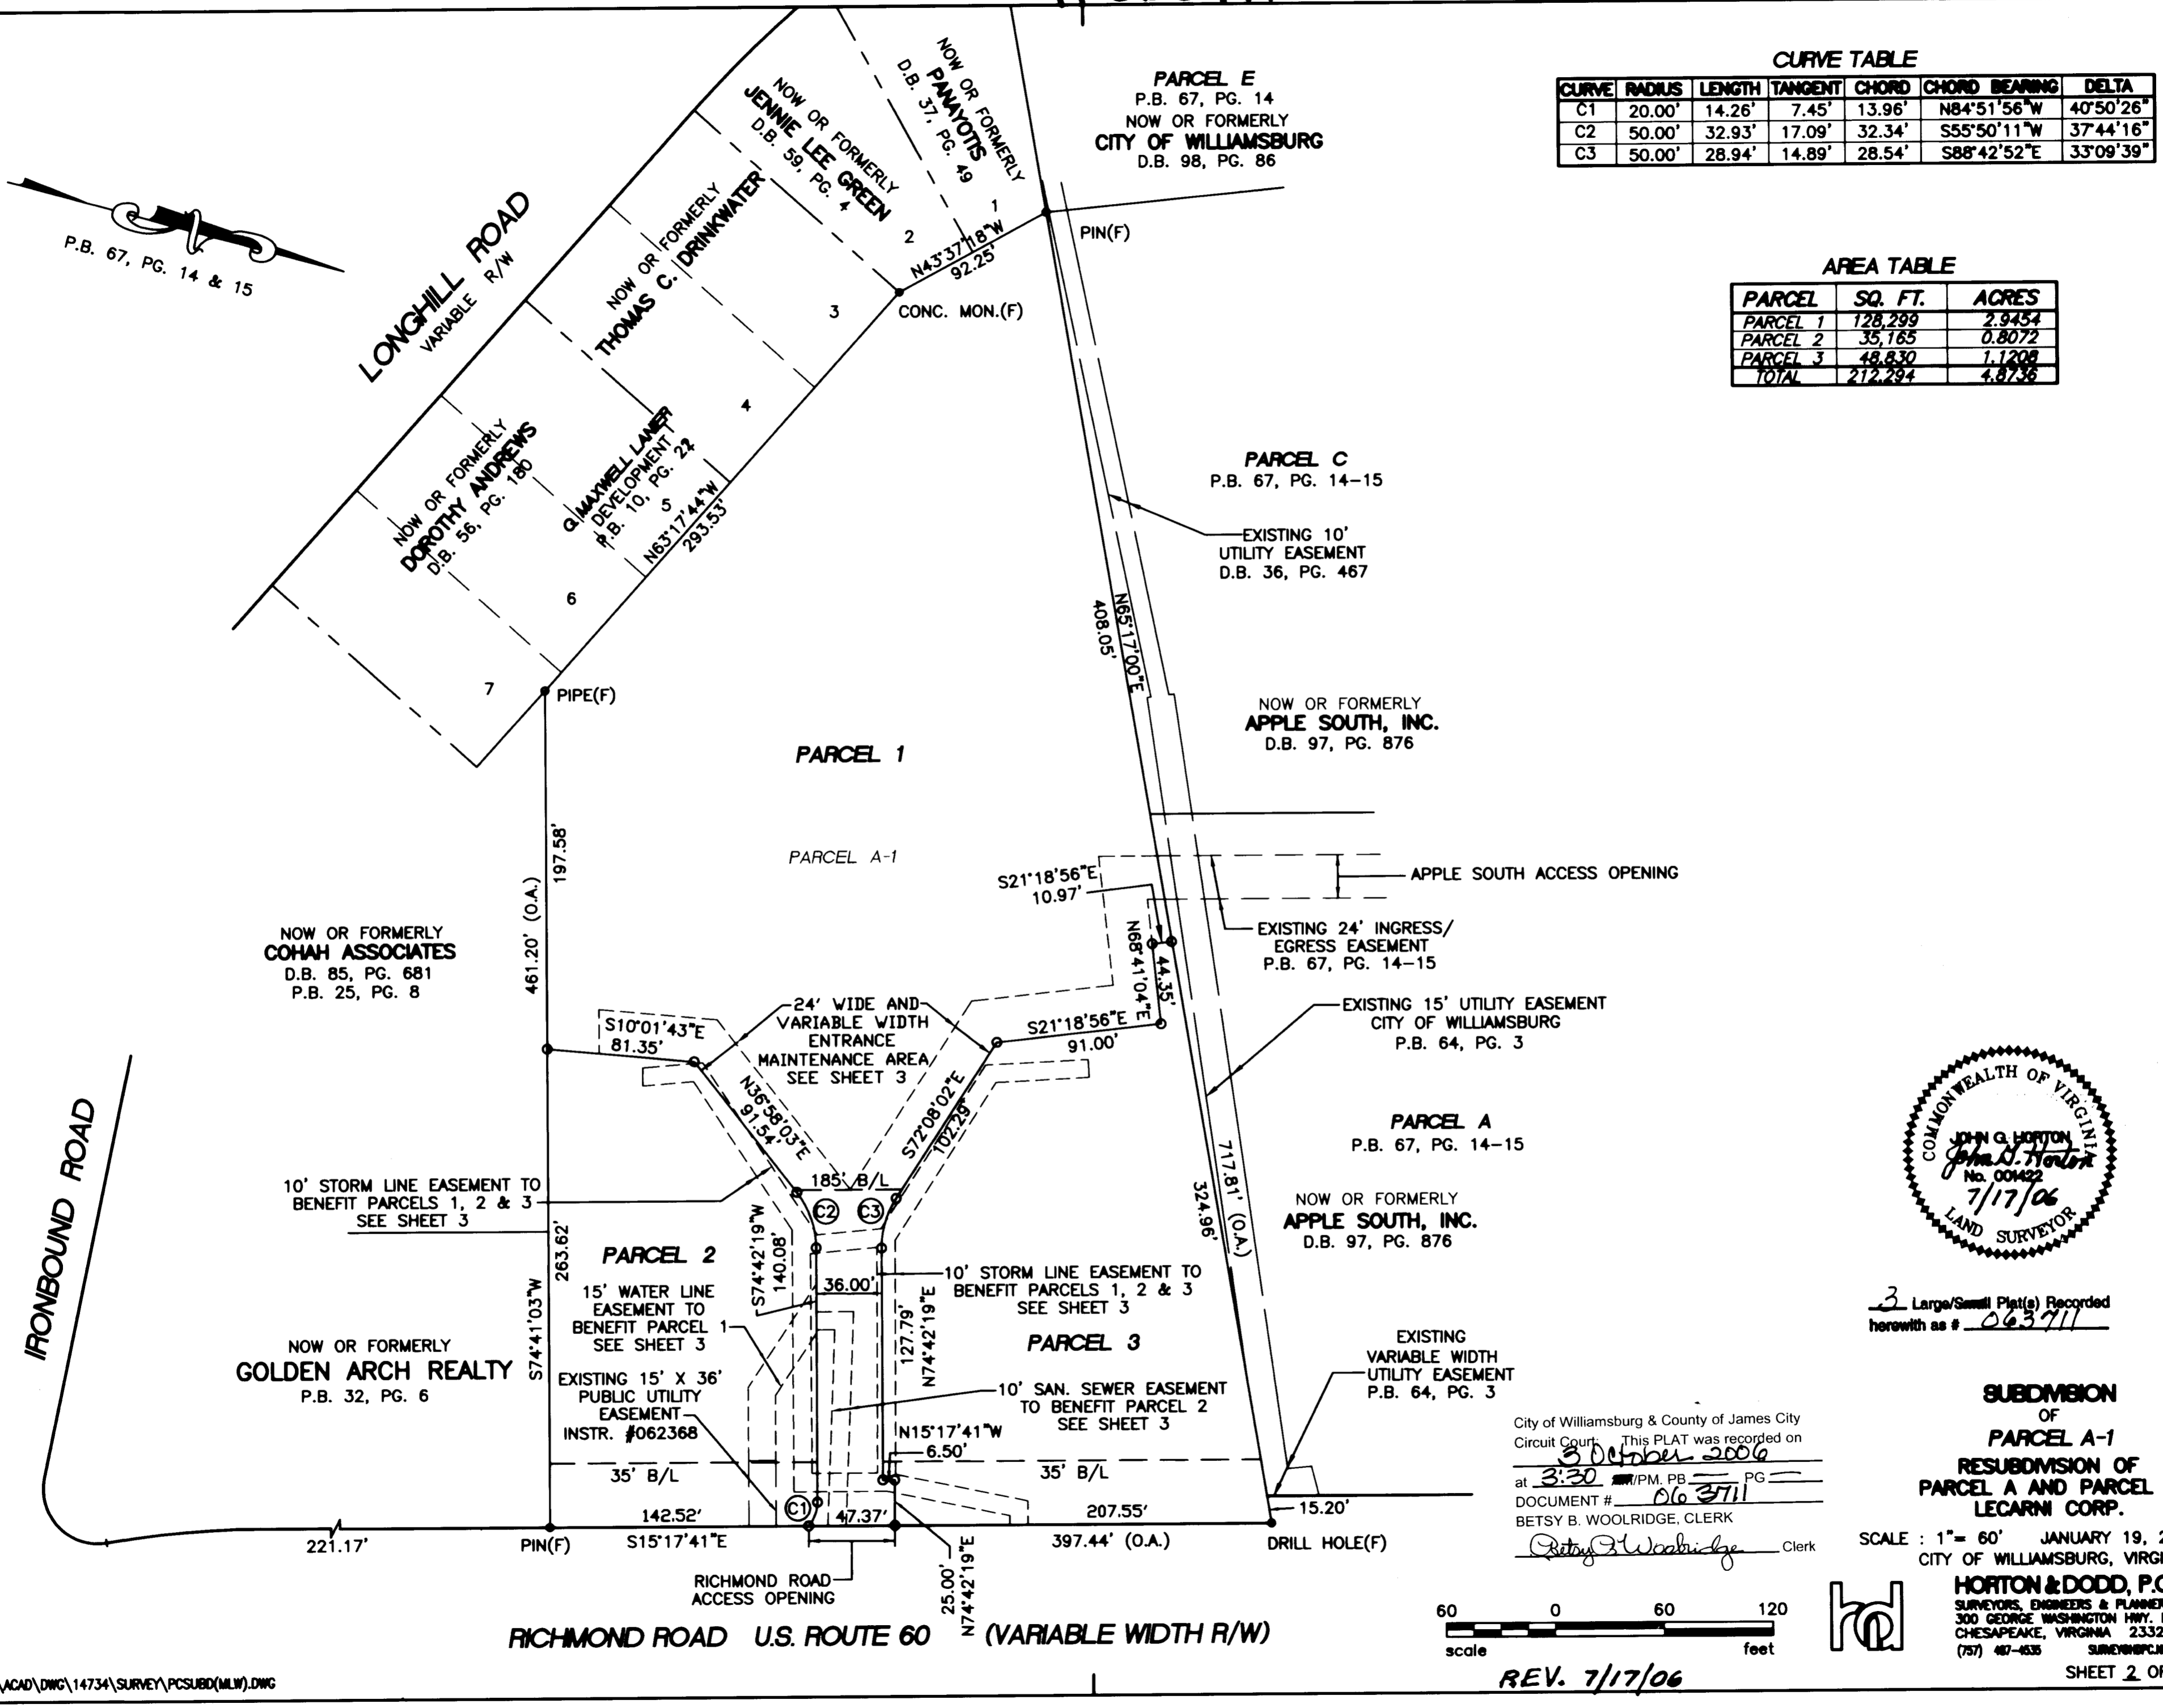 CURVE TABLE
CURVE RADIUS LENGTH TANGENT CHORD CHORD BEARING DELTA
C1 20.00' 14.26' 7.45' 13.96' N84°51'56"W 40°50'26"
C2 50.00' 32.93' 17.09' 32.34' S55°50'11"W 37°44'16"
C3 50.00' 28.94' 14.89' 28.54' S88°42'52"E 33°09'39"
AREA TABLE
PARCEL SQ. FT. ACRES
PARCEL 1 128,299 2.9454
PARCEL 2 35,165 0.8072
PARCEL 3 48,830 1.1208
TOTAL 212,294 4.8736
P.B. 67, PG. 14 & 15
LONGHILL ROAD
VARIABLE R/W
NOW OR FORMERLY
PANAYOTIS
D.B. 37, PG. 49
1
NOW OR FORMERLY
JENNIE LEE GREEN
D.B. 59, PG. 4
2
NOW OR FORMERLY
THOMAS C. DRINKWATER
3
4
G MAXWELL LANIER
DEVELOPMENT
P.B. 10, PG. 22
5
NOW OR FORMERLY
DOROTHY ANDREWS
D.B. 56, PG. 180
6
7
PARCEL E
P.B. 67, PG. 14
NOW OR FORMERLY
CITY OF WILLIAMSBURG
D.B. 98, PG. 86
PIN(F)
N43°37'18"W
92.25'
CONC. MON.(F)
N63°17'44"W
293.53'
PIPE(F)
PARCEL C
P.B. 67, PG. 14-15
EXISTING 10'
UTILITY EASEMENT
D.B. 36, PG. 467
N65°17'00"E
408.05'
NOW OR FORMERLY
APPLE SOUTH, INC.
D.B. 97, PG. 876
PARCEL 1
PARCEL A-1
197.58'
461.20' (O.A.)
S21°18'56"E
10.97'
APPLE SOUTH ACCESS OPENING
EXISTING 24' INGRESS/
EGRESS EASEMENT
P.B. 67, PG. 14-15
N68°41'04"E
44.35'
NOW OR FORMERLY
COHAH ASSOCIATES
D.B. 85, PG. 681
P.B. 25, PG. 8
24' WIDE AND
VARIABLE WIDTH
ENTRANCE
MAINTENANCE AREA
SEE SHEET 3
EXISTING 15' UTILITY EASEMENT
CITY OF WILLIAMSBURG
P.B. 64, PG. 3
S10°01'43"E
81.35'
S21°18'56"E
91.00'
N36°58'03"E
91.54'
S72°08'02"E
102.29"
PARCEL A
P.B. 67, PG. 14-15
717.81' (O.A.)
324.96'
NOW OR FORMERLY
APPLE SOUTH, INC.
D.B. 97, PG. 876
185' B/L
C2
C3
10' STORM LINE EASEMENT TO
BENEFIT PARCELS 1, 2 & 3
SEE SHEET 3
IRONBOUND ROAD
263.62'
S74°41'03"W
PARCEL 2
S74°42'19"W
140.08'
15' WATER LINE
EASEMENT TO
BENEFIT PARCEL 1
SEE SHEET 3
36.00'
10' STORM LINE EASEMENT TO
BENEFIT PARCELS 1, 2 & 3
SEE SHEET 3
127.79'
N74°42'19"E
PARCEL 3
NOW OR FORMERLY
GOLDEN ARCH REALTY
P.B. 32, PG. 6
EXISTING 15' X 36'
PUBLIC UTILITY
EASEMENT
INSTR. #062368
10' SAN. SEWER EASEMENT
TO BENEFIT PARCEL 2
SEE SHEET 3
EXISTING
VARIABLE WIDTH
UTILITY EASEMENT
P.B. 64, PG. 3
N15°17'41"W
6.50'
35' B/L
35' B/L
C1
142.52'
47.37'
207.55'
15.20'
221.17'
PIN(F)
S15°17'41"E
397.44' (O.A.)
DRILL HOLE(F)
RICHMOND ROAD
ACCESS OPENING
25.00'
N74°42'19"E
RICHMOND ROAD U.S. ROUTE 60 (VARIABLE WIDTH R/W)
COMMONWEALTH OF VIRGINIA
JOHN G. HORTON
John G. Horton
No. 001422
7/17/06
LAND SURVEYOR
3 Large/Small Plat(s) Recorded
herewith as # 063711
City of Williamsburg & County of James City
Circuit Court: This PLAT was recorded on
3 October 2006
at 3:30 /PM. PB PG
DOCUMENT # 063711
BETSY B. WOOLRIDGE, CLERK
Betsy B Woolridge Clerk
SUBDIVISION
OF
PARCEL A-1
RESUBDIVISION OF
PARCEL A AND PARCEL
LECARNI CORP.
SCALE : 1"= 60' JANUARY 19, 2
CITY OF WILLIAMSBURG, VIRGI
HORTON & DODD, P.C
SURVEYORS, ENGINEERS & PLANNER
300 GEORGE WASHINGTON HWY.
CHESAPEAKE, VIRGINIA 2332
(757) 487-4535
SHEET 2 OF
60 0 60 120
scale feet
REV. 7/17/06
\ACAD\DWG\14734\SURVEY\PCSUBD(MLW).DWG